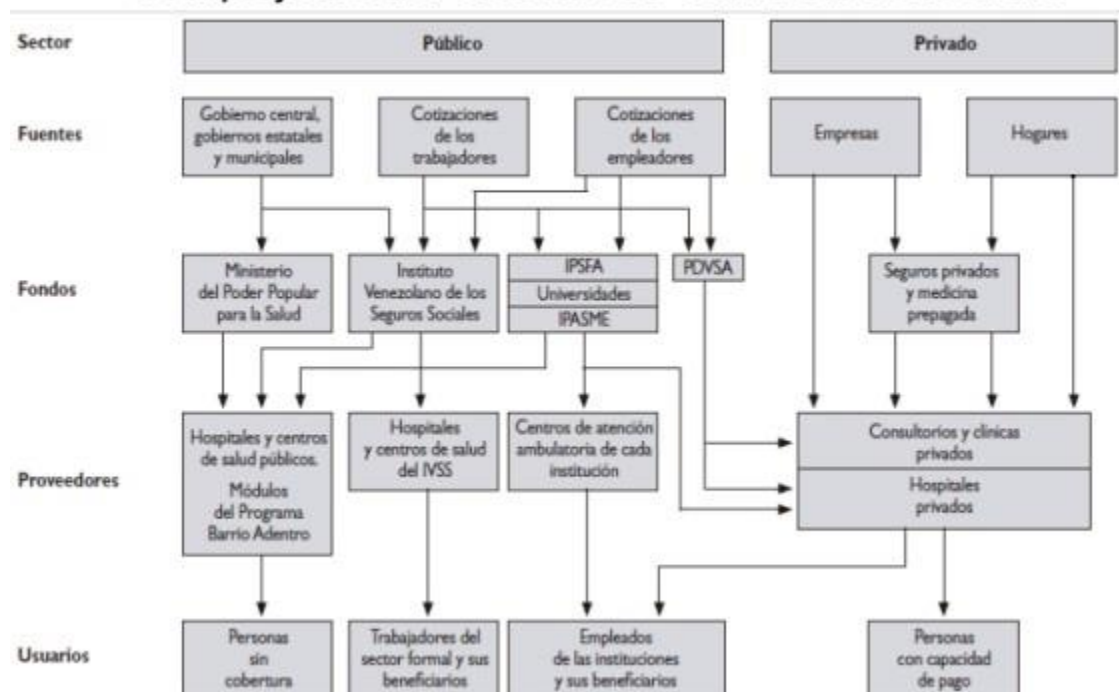 Sector
Público
Privado
Fuentes
Gobierno central,
gobiernos estatales
y municipales
Cotizaciones
de los
trabajadores
Cotizaciones
de los
empleadores
Empresas
Hogares
Fondos
Ministerio
del Poder Popular
para la Salud
Instituto
Venezolano de los
Seguros Sociales
IPSFA
Universidades
IPASME
PDVSA
Seguros privados
y medicina
prepagada
Proveedores
Hospitales y centros
de salud públicos.
Módulos
del Programa
Barrio Adentro
Hospitales
y centros de salud
del IVSS
Centros de atención
ambulatoria de cada
institución
Consultorios y clínicas
privados
Hospitales
privados
Usuarios
Personas
sin
cobertura
Trabajadores del
sector formal y sus
beneficiarios
Empleados
de las instituciones
y sus beneficiarios
Personas
con capacidad
de pago